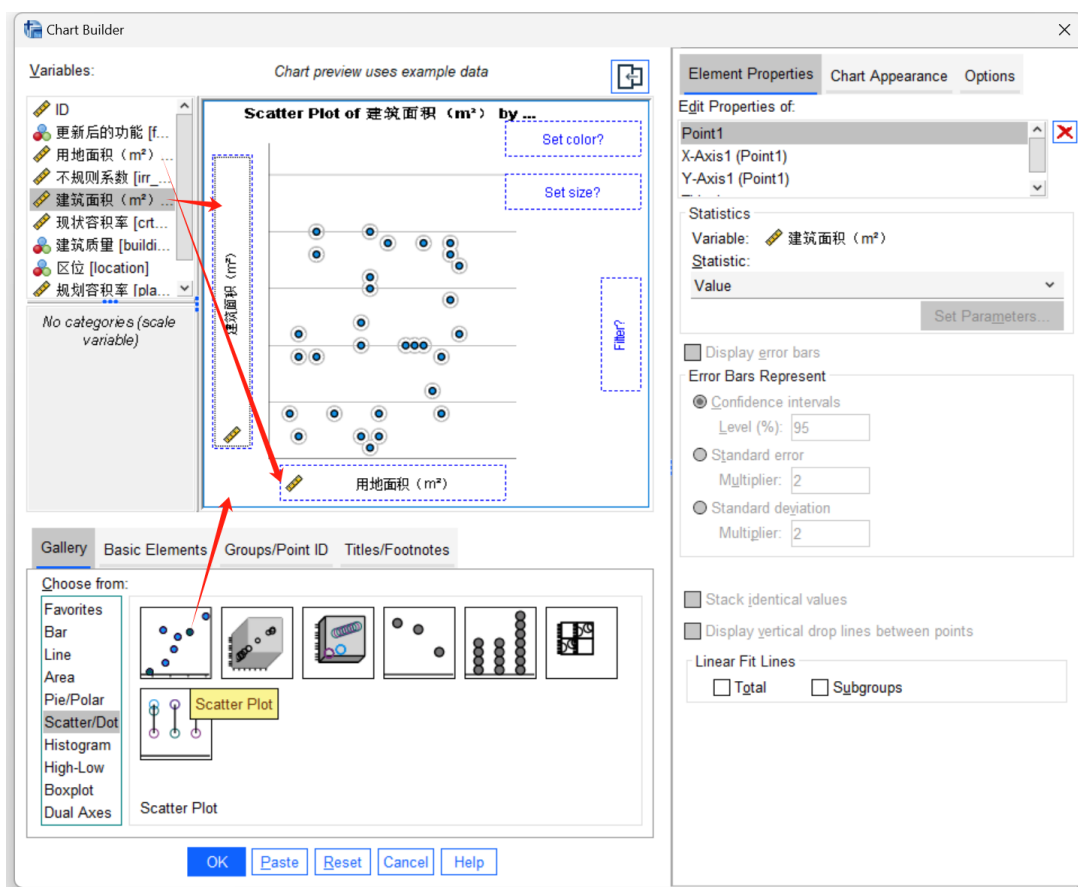 Chart Builder
Variables:
Chart preview uses example data
ID
更新后的功能 [f...
用地面积（m²）...
不规则系数 [irr_...
建筑面积（m²）...
现状容积率 [crt...
建筑质量 [buildi...
区位 [location]
规划容积率 [pla...
No categories (scale
variable)
Scatter Plot of 建筑面积（m²）by ...
Set color?
Set size?
Filter?
建筑面积（m²）
用地面积（m²）
Gallery
Basic Elements
Groups/Point ID
Titles/Footnotes
Choose from:
Favorites
Bar
Line
Area
Pie/Polar
Scatter/Dot
Histogram
High-Low
Boxplot
Dual Axes
Scatter Plot
Scatter Plot
OK
Paste
Reset
Cancel
Help
Element Properties
Chart Appearance
Options
Edit Properties of:
Point1
X-Axis1 (Point1)
Y-Axis1 (Point1)
Statistics
Variable: 建筑面积（m²）
Statistic:
Value
Set Parameters...
Display error bars
Error Bars Represent
Confidence intervals
Level (%): 95
Standard error
Multiplier: 2
Standard deviation
Multiplier: 2
Stack identical values
Display vertical drop lines between points
Linear Fit Lines
Total
Subgroups